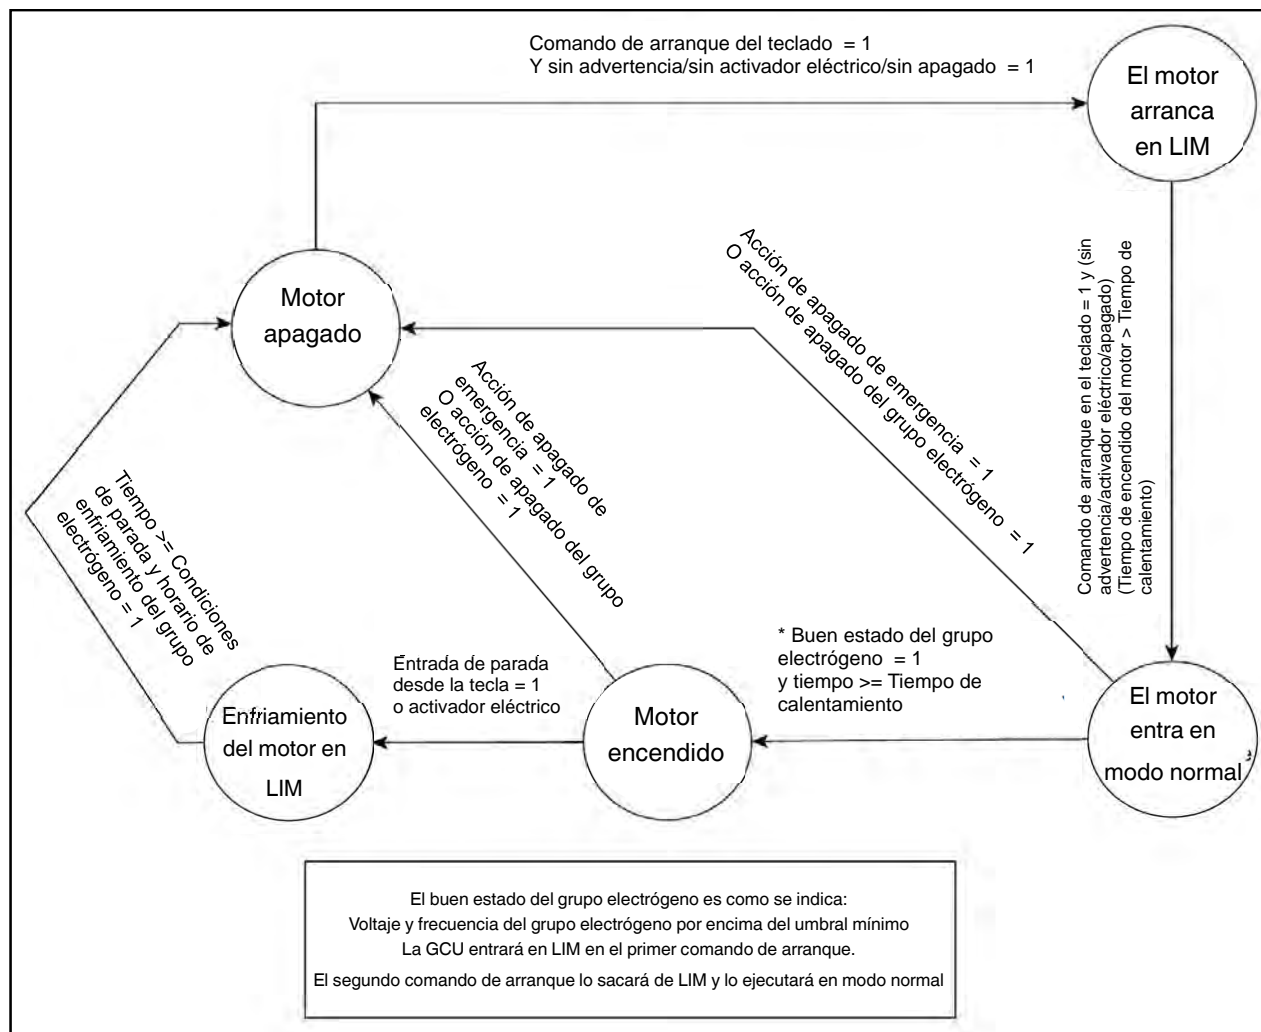 Comando de arranque del teclado = 1
Y sin advertencia/sin activador eléctrico/sin apagado = 1
El motor
arranca
en LIM
Motor
apagado
Acción de apagado de emergencia = 1
O acción de apagado del grupo electrógeno = 1
Comando de arranque en el teclado = 1 y (sin
advertencia/activador eléctrico/apagado)
(Tiempo de encendido del motor > Tiempo de
calentamiento)
Acción de apagado de
emergencia = 1
O acción de apagado del grupo
electrógeno = 1
Tiempo >= Condiciones
de parada y horario de
enfriamiento del grupo
electrógeno = 1
Entrada de parada
desde la tecla = 1
o activador eléctrico
* Buen estado del grupo
electrógeno = 1
y tiempo >= Tiempo de
calentamiento
Enfriamiento
del motor en
LIM
Motor
encendido
El motor
entra en
modo normal
El buen estado del grupo electrógeno es como se indica:
Voltaje y frecuencia del grupo electrógeno por encima del umbral mínimo
La GCU entrará en LIM en el primer comando de arranque.
El segundo comando de arranque lo sacará de LIM y lo ejecutará en modo normal